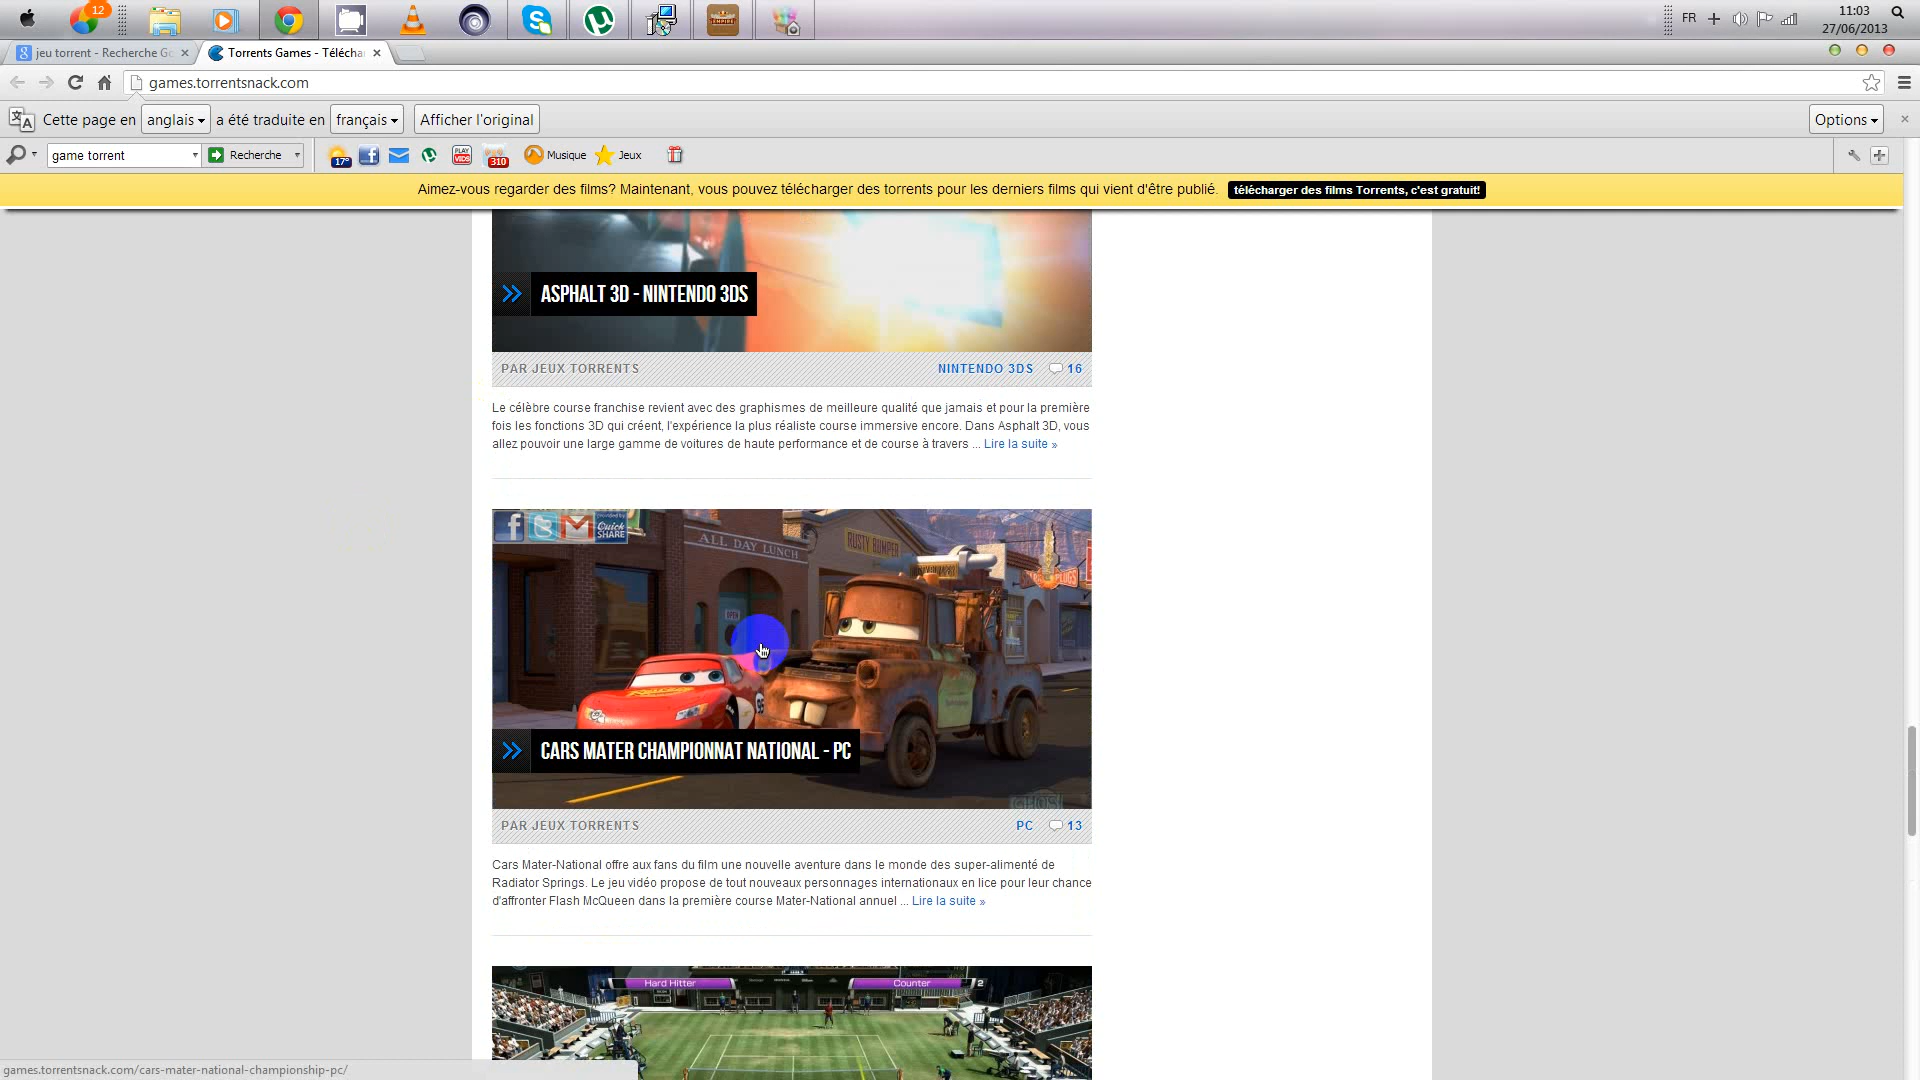 12
FR
11:03
27/06/2013
jeu torrent - Recherche Go
Torrents Games - Télécha
games.torrentsnack.com
Cette page en anglais a été traduite en français Afficher l'original
Options
game torrent
Recherche
17°
PLAY VIDS
310
Musique
Jeux
Aimez-vous regarder des films? Maintenant, vous pouvez télécharger des torrents pour les derniers films qui vient d'être publié. télécharger des films Torrents, c'est gratuit!
ASPHALT 3D - NINTENDO 3DS
PAR JEUX TORRENTS
NINTENDO 3DS 16
Le célèbre course franchise revient avec des graphismes de meilleure qualité que jamais et pour la première
fois les fonctions 3D qui créent, l'expérience la plus réaliste course immersive encore. Dans Asphalt 3D, vous
allez pouvoir une large gamme de voitures de haute performance et de course à travers ... Lire la suite »
Quick
SHARE
ALL DAY LUNCH
RUSTY BUMPER
OPEN
95
CARS MATER CHAMPIONNAT NATIONAL - PC
PAR JEUX TORRENTS
PC 13
Cars Mater-National offre aux fans du film une nouvelle aventure dans le monde des super-alimenté de
Radiator Springs. Le jeu vidéo propose de tout nouveaux personnages internationaux en lice pour leur chance
d'affronter Flash McQueen dans la première course Mater-National annuel ... Lire la suite »
Hard Hitter
Counter
2
games.torrentsnack.com/cars-mater-national-championship-pc/